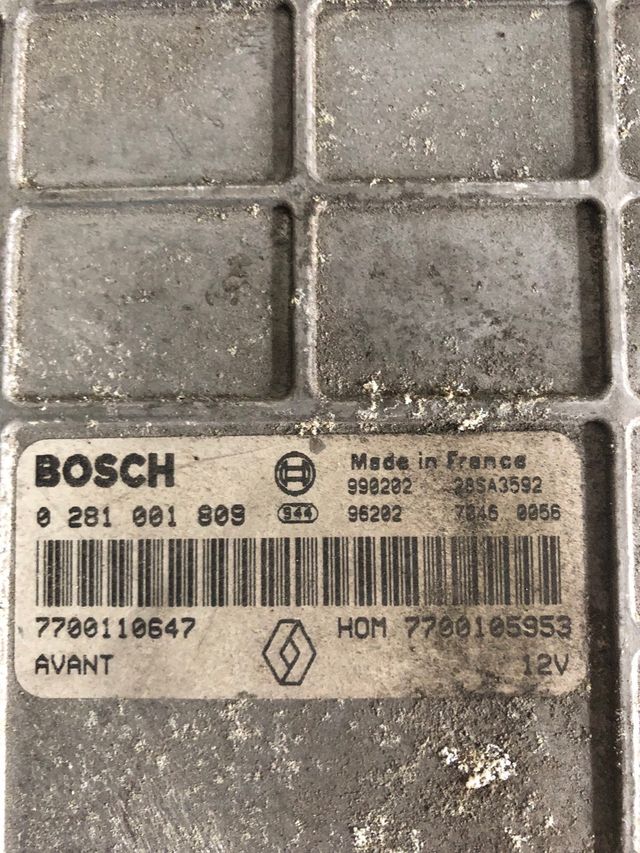 BOSCH
Made in France
990202 28SA3592
0 281 001 809
944
96202 7046 0056
7700110647
HOM 7700105953
AVANT
12V